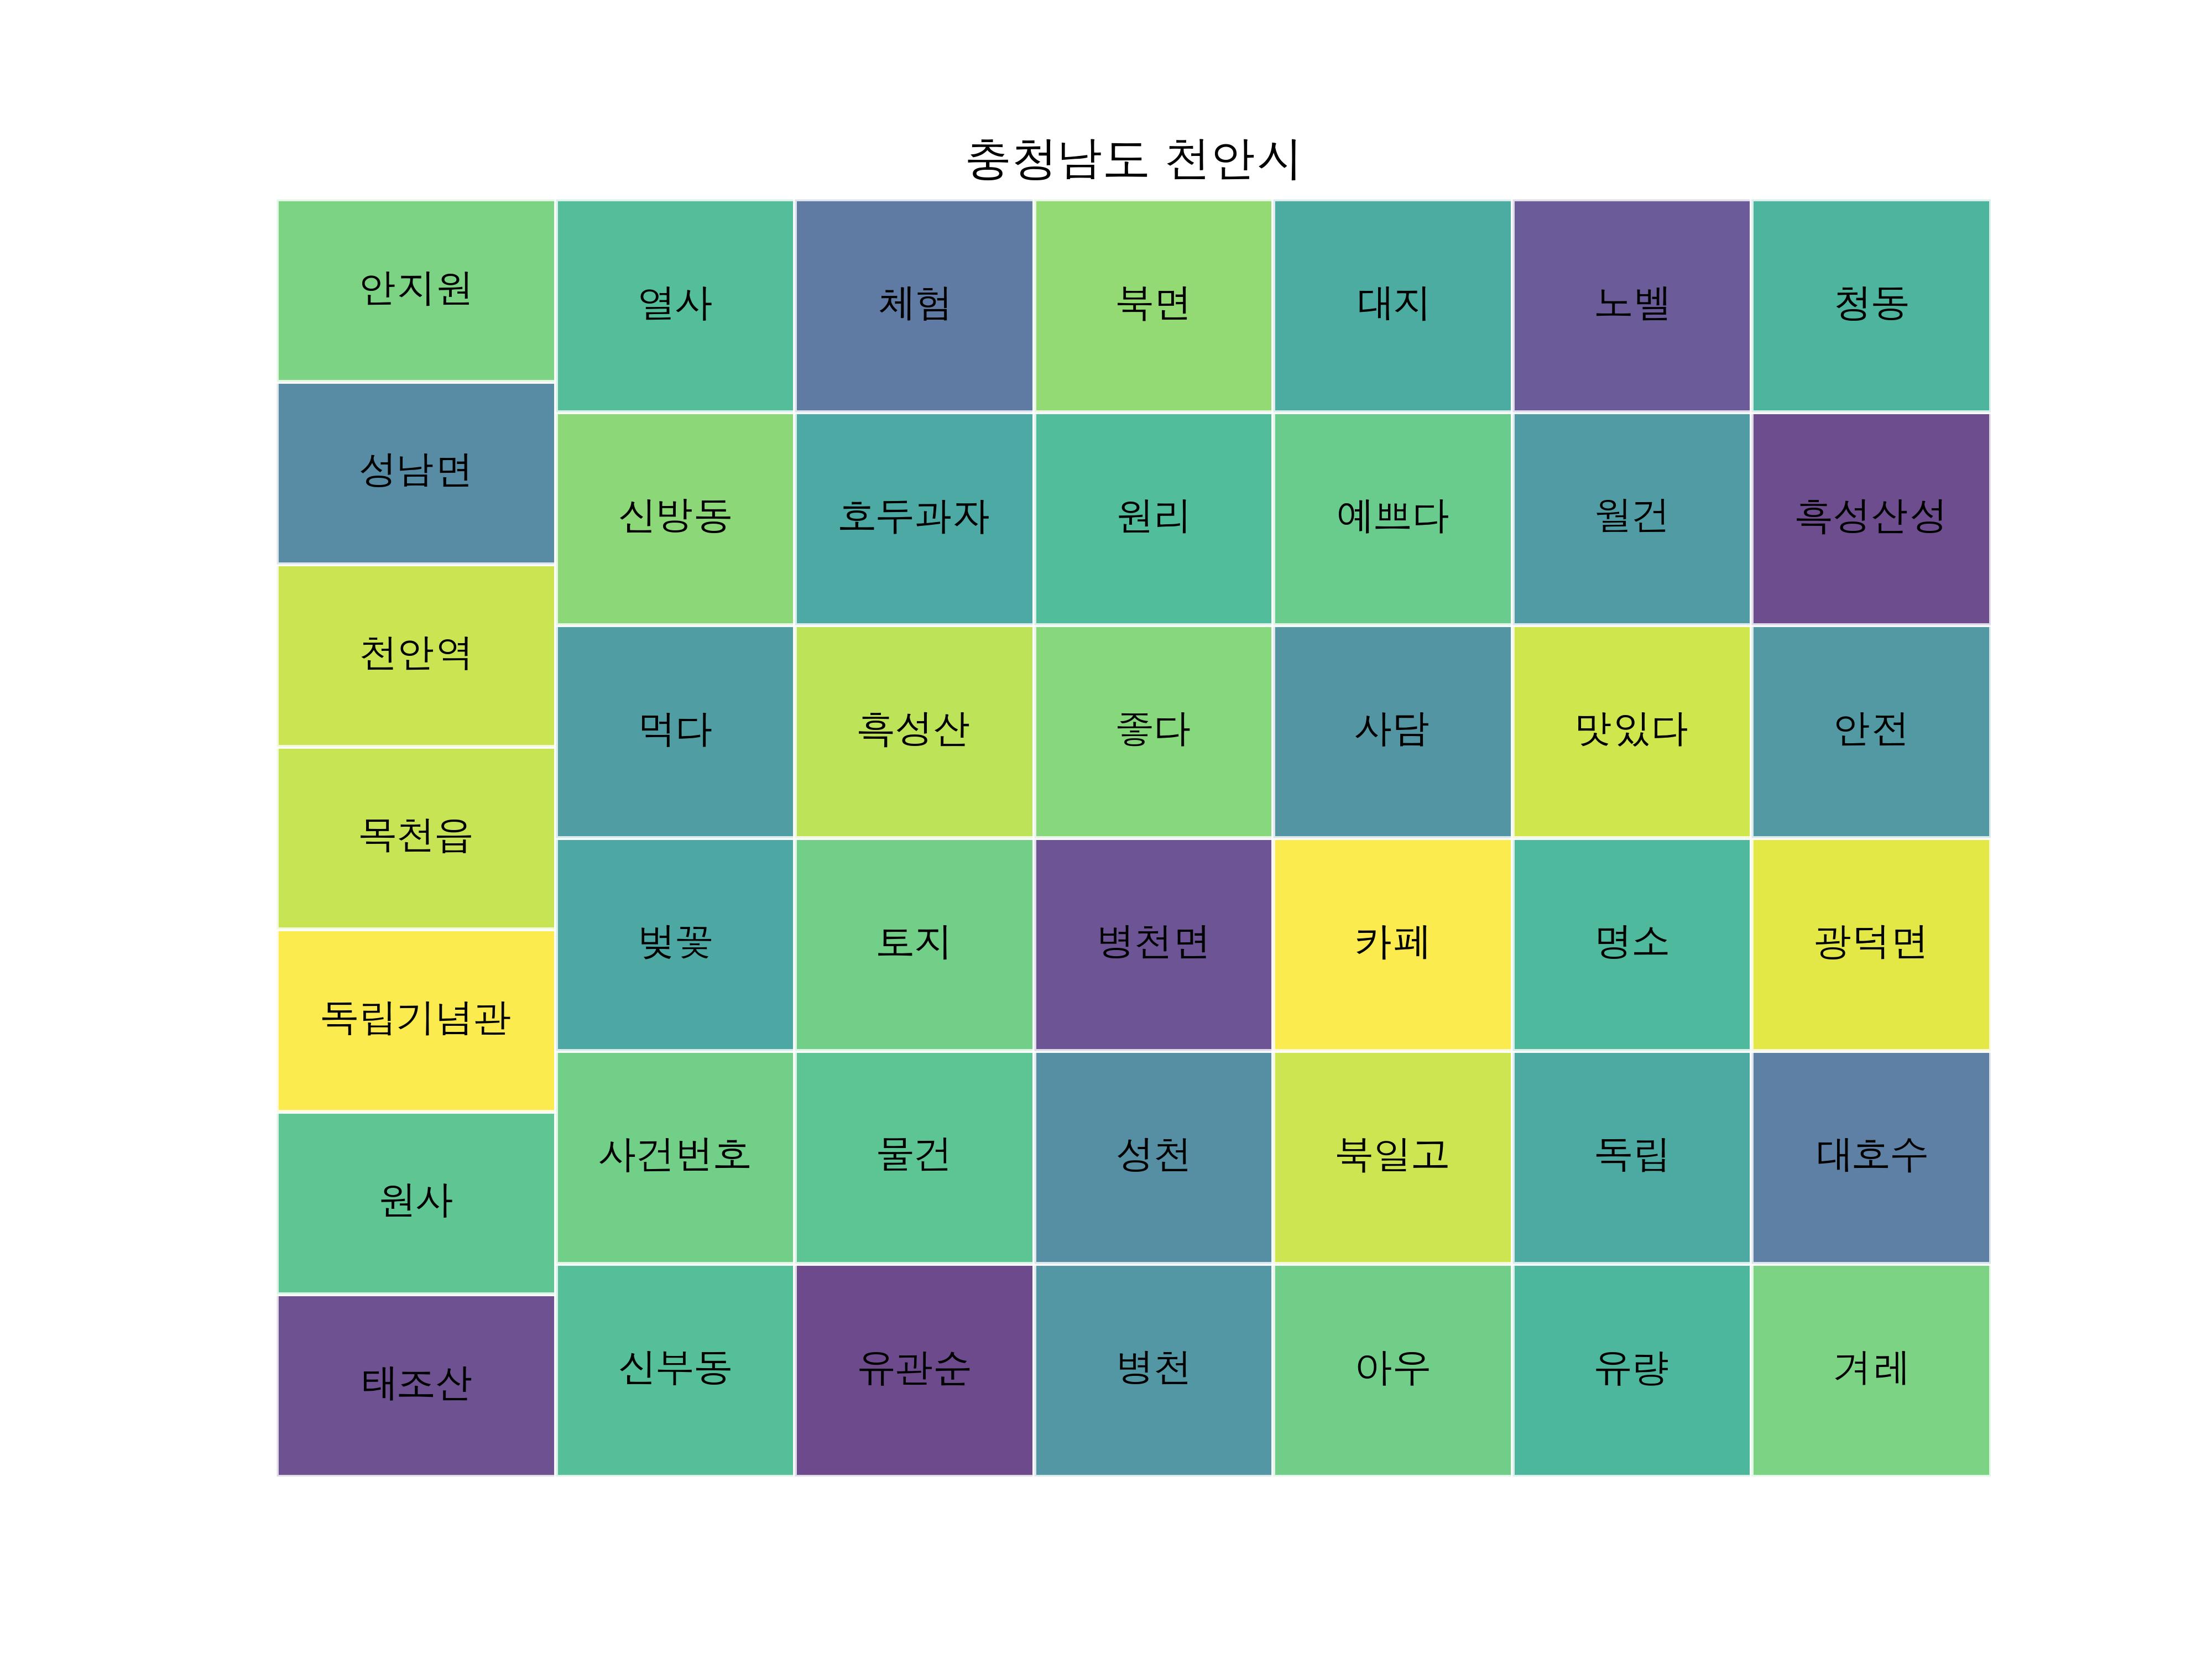 충청남도 천안시
안지원
열사
체험
북면
대지
노벨
청동
성남면
신방동
호두과자
원리
예쁘다
월건
흑성산성
천안역
먹다
흑성산
좋다
사담
맛있다
안전
목천읍
벚꽃
토지
병천면
카페
명소
광덕면
독립기념관
사건번호
물건
성천
북일고
독립
대호수
원사
신부동
유관순
병천
아우
유량
겨레
태조산